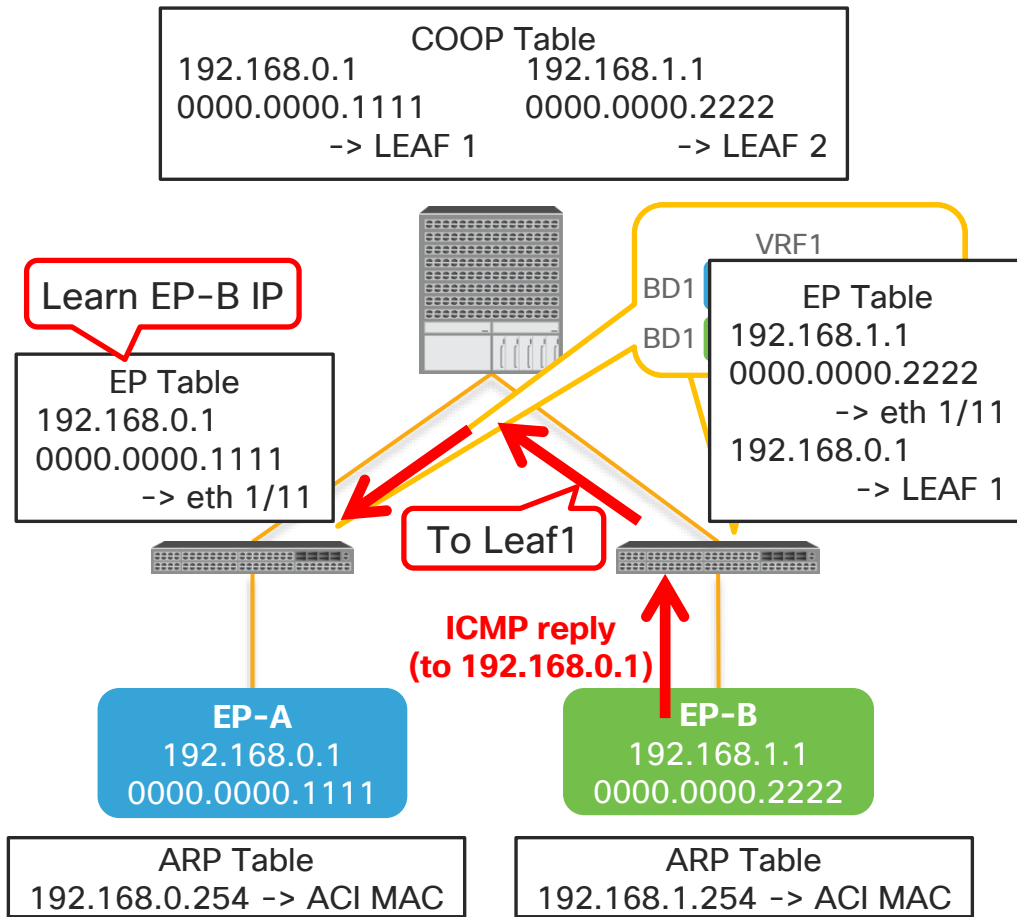 COOP Table
192.168.0.1 192.168.1.1
0000.0000.1111 0000.0000.2222
-> LEAF 1 -> LEAF 2
VRF1
BD1
BD1
Learn EP-B IP
EP Table
192.168.0.1
0000.0000.1111
-> eth 1/11
EP Table
192.168.1.1
0000.0000.2222
-> eth 1/11
192.168.0.1
-> LEAF 1
To Leaf1
ICMP reply
(to 192.168.0.1)
EP-A
192.168.0.1
0000.0000.1111
EP-B
192.168.1.1
0000.0000.2222
ARP Table
192.168.0.254 -> ACI MAC
ARP Table
192.168.1.254 -> ACI MAC